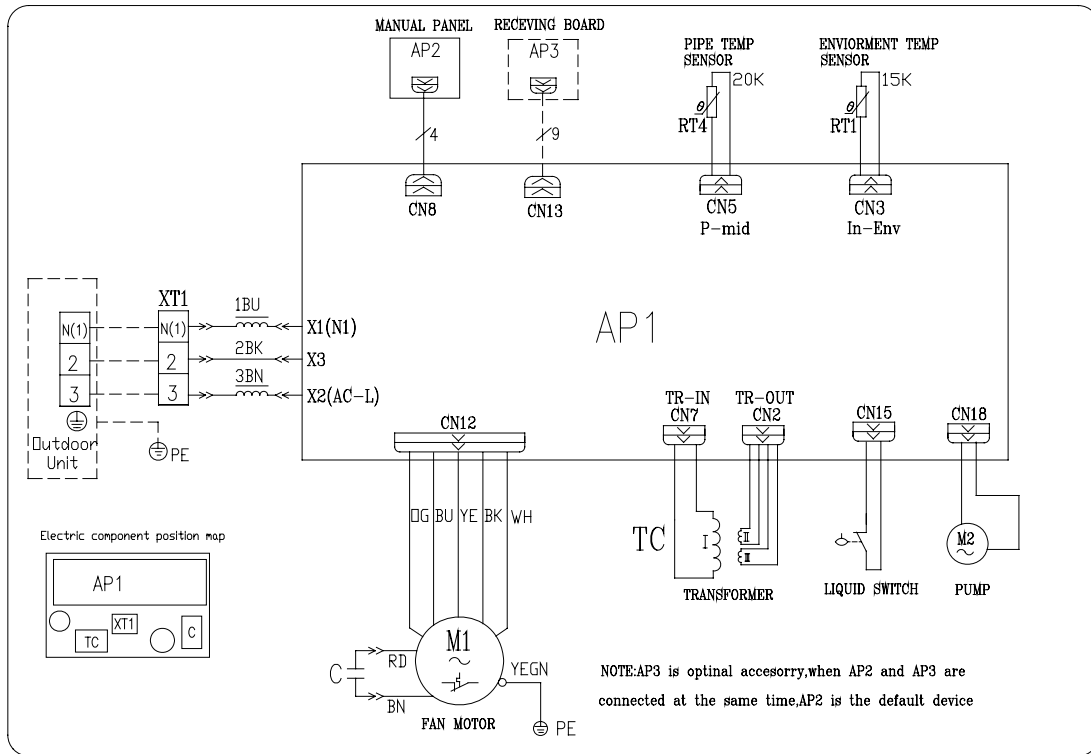 MANUAL PANEL
RECEVING BOARD
AP2
AP3
PIPE TEMP
SENSOR
20K
RT4
ENVIORMENT TEMP
SENSOR
15K
RT1
θ
θ
4
9
CN8
CN13
CN5
P-mid
CN3
In-Env
AP1
N(1)
2
3
Outdoor
Unit
XT1
N(1)
2
3
PE
1BU
2BK
3BN
X1(N1)
X3
X2(AC-L)
CN12
TR-IN
CN7
TR-OUT
CN2
CN15
CN18
OG BU YE BK WH
TC
I
II
III
TRANSFORMER
LIQUID SWITCH
M2
~
PUMP
Electric component position map
AP1
TC
XT1
C
C
RD
BN
M1
~
YEGN
PE
FAN MOTOR
NOTE:AP3 is optinal accesorry,when AP2 and AP3 are
connected at the same time,AP2 is the default device